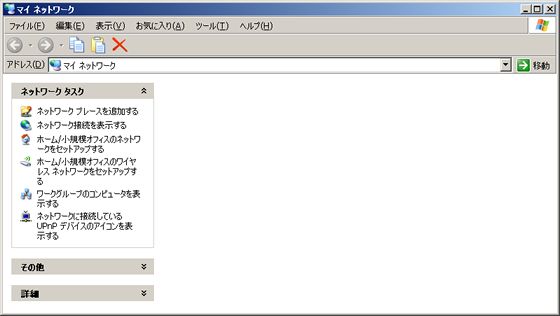 マイ ネットワーク
ファイル(F) 編集(E) 表示(V) お気に入り(A) ツール(T) ヘルプ(H)
アドレス(D) マイ ネットワーク 移動
ネットワーク タスク
ネットワーク プレースを追加する
ネットワーク接続を表示する
ホーム/小規模オフィスのネットワ
ークをセットアップする
ホーム/小規模オフィスのワイヤ
レス ネットワークをセットアップす
る
ワークグループのコンピュータを表
示する
ネットワークに接続している
UPnP デバイスのアイコンを表
示する
その他
詳細